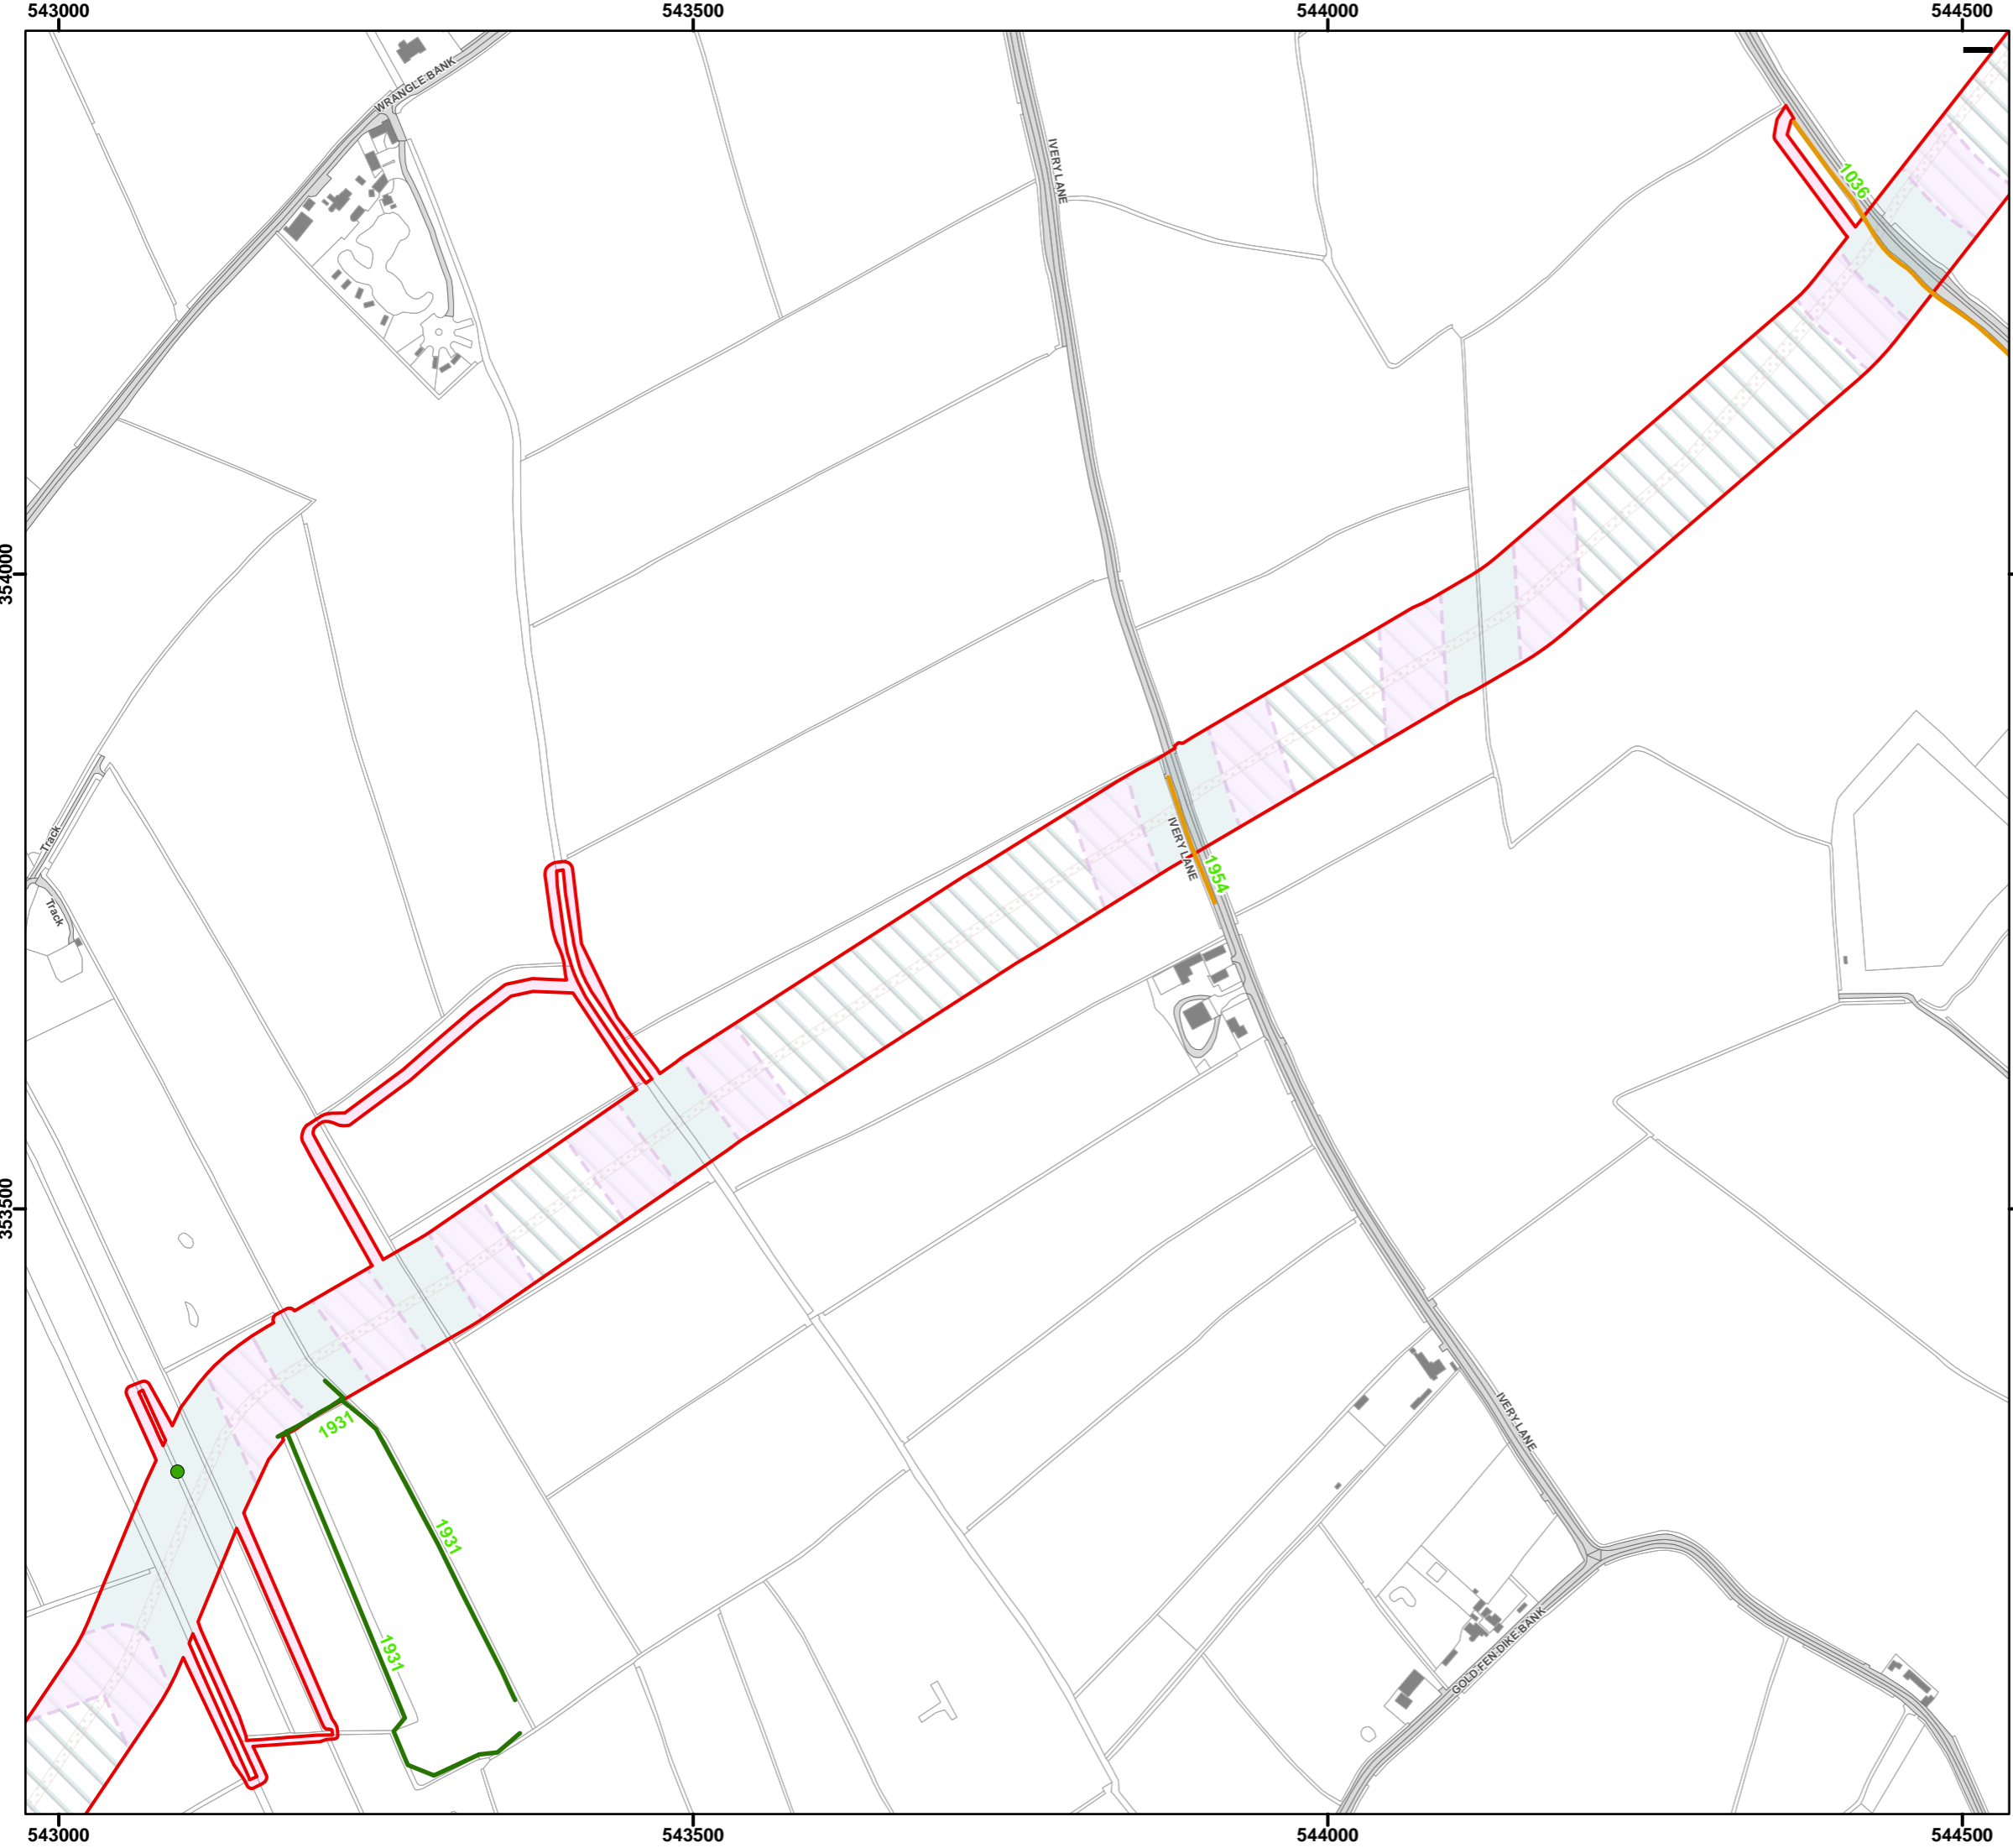 543000 543500 544000 544500
WRANGLE BANK
IVERY LANE
1036
354000
IVERY LANE
1954
Track
Track
353500
1931
1931
1931
IVERY LANE
GOLD FEN DIKE BANK
543000 543500 544000 544500